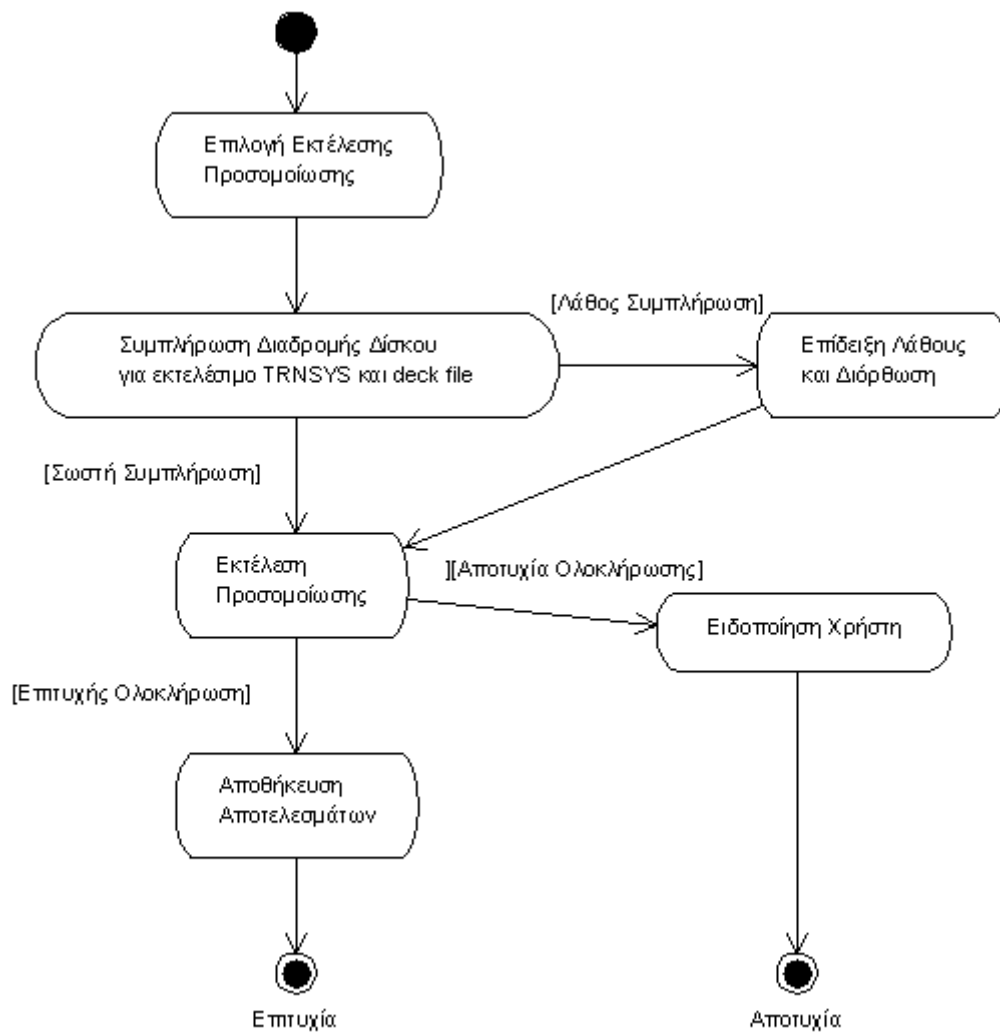 Επιλογή Εκτέλεσης
Προσομοίωσης
[Λάθος Συμπλήρωση]
Συμπλήρωση Διαδρομής Δίσκου
για εκτελέσιμο TRNSYS και deck file
Επίδειξη Λάθους
και Διόρθωση
[Σωστή Συμπλήρωση]
Εκτέλεση
Προσομοίωσης
][Αποτυχία Ολοκλήρωσης]
Ειδοποίηση Χρήστη
[Επιτυχής Ολοκλήρωση]
Αποθήκευση
Αποτελεσμάτων
Επιτυχία
Αποτυχία